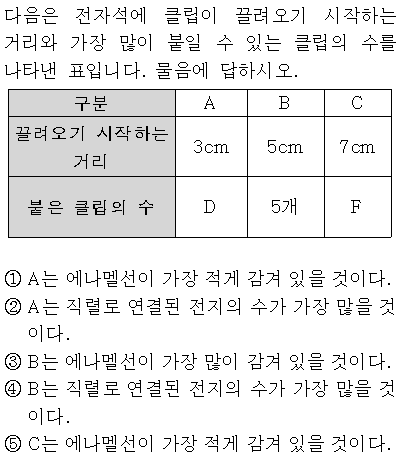 다음은 전자석에 클립이 끌려오기 시작하는
거리와 가장 많이 붙일 수 있는 클립의 수를
나타낸 표입니다. 물음에 답하시오.
구분 A B C
끌려오기 시작하는
거리 3cm 5cm 7cm
붙은 클립의 수 D 5개 F
① A는 에나멜선이 가장 적게 감겨 있을 것이다.
② A는 직렬로 연결된 전지의 수가 가장 많을 것
이다.
③ B는 에나멜선이 가장 많이 감겨 있을 것이다.
④ B는 직렬로 연결된 전지의 수가 가장 많을 것
이다.
⑤ C는 에나멜선이 가장 적게 감겨 있을 것이다.